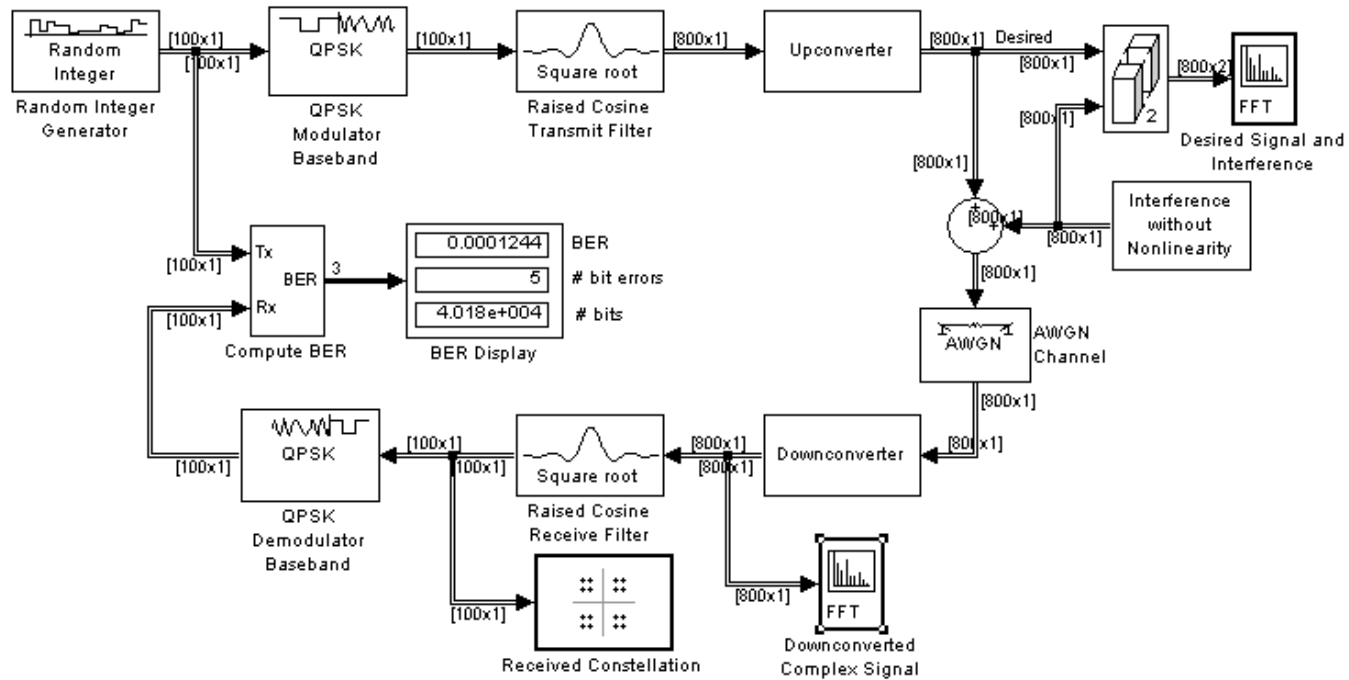 [100x1]
QPSK
[100x1]
[800x1]
[800x1]
Desired
Random
Integer
[100x1]
Square root
Upconverter
[800x1]
[800x2]
FFT
2
Random Integer
Generator
QPSK
Modulator
Baseband
Raised Cosine
Transmit Filter
[800x1]
Desired Signal and
Interference
[800x1]
+
+
[800x1]
[800x1]
Interference
without
Nonlinearity
Tx
[100x1]
BER
Rx
[100x1]
3
0.0001244
BER
5
# bit errors
4.018e+004
# bits
Compute BER
BER Display
[800x1]
AWGN
AWGN
Channel
[800x1]
QPSK
[100x1]
[100x1]
[100x1]
Square root
[800x1]
[800x1]
Downconverter
[800x1]
QPSK
Demodulator
Baseband
Raised Cosine
Receive Filter
[100x1]
Received Constellation
[800x1]
FFT
Downconverted
Complex Signal